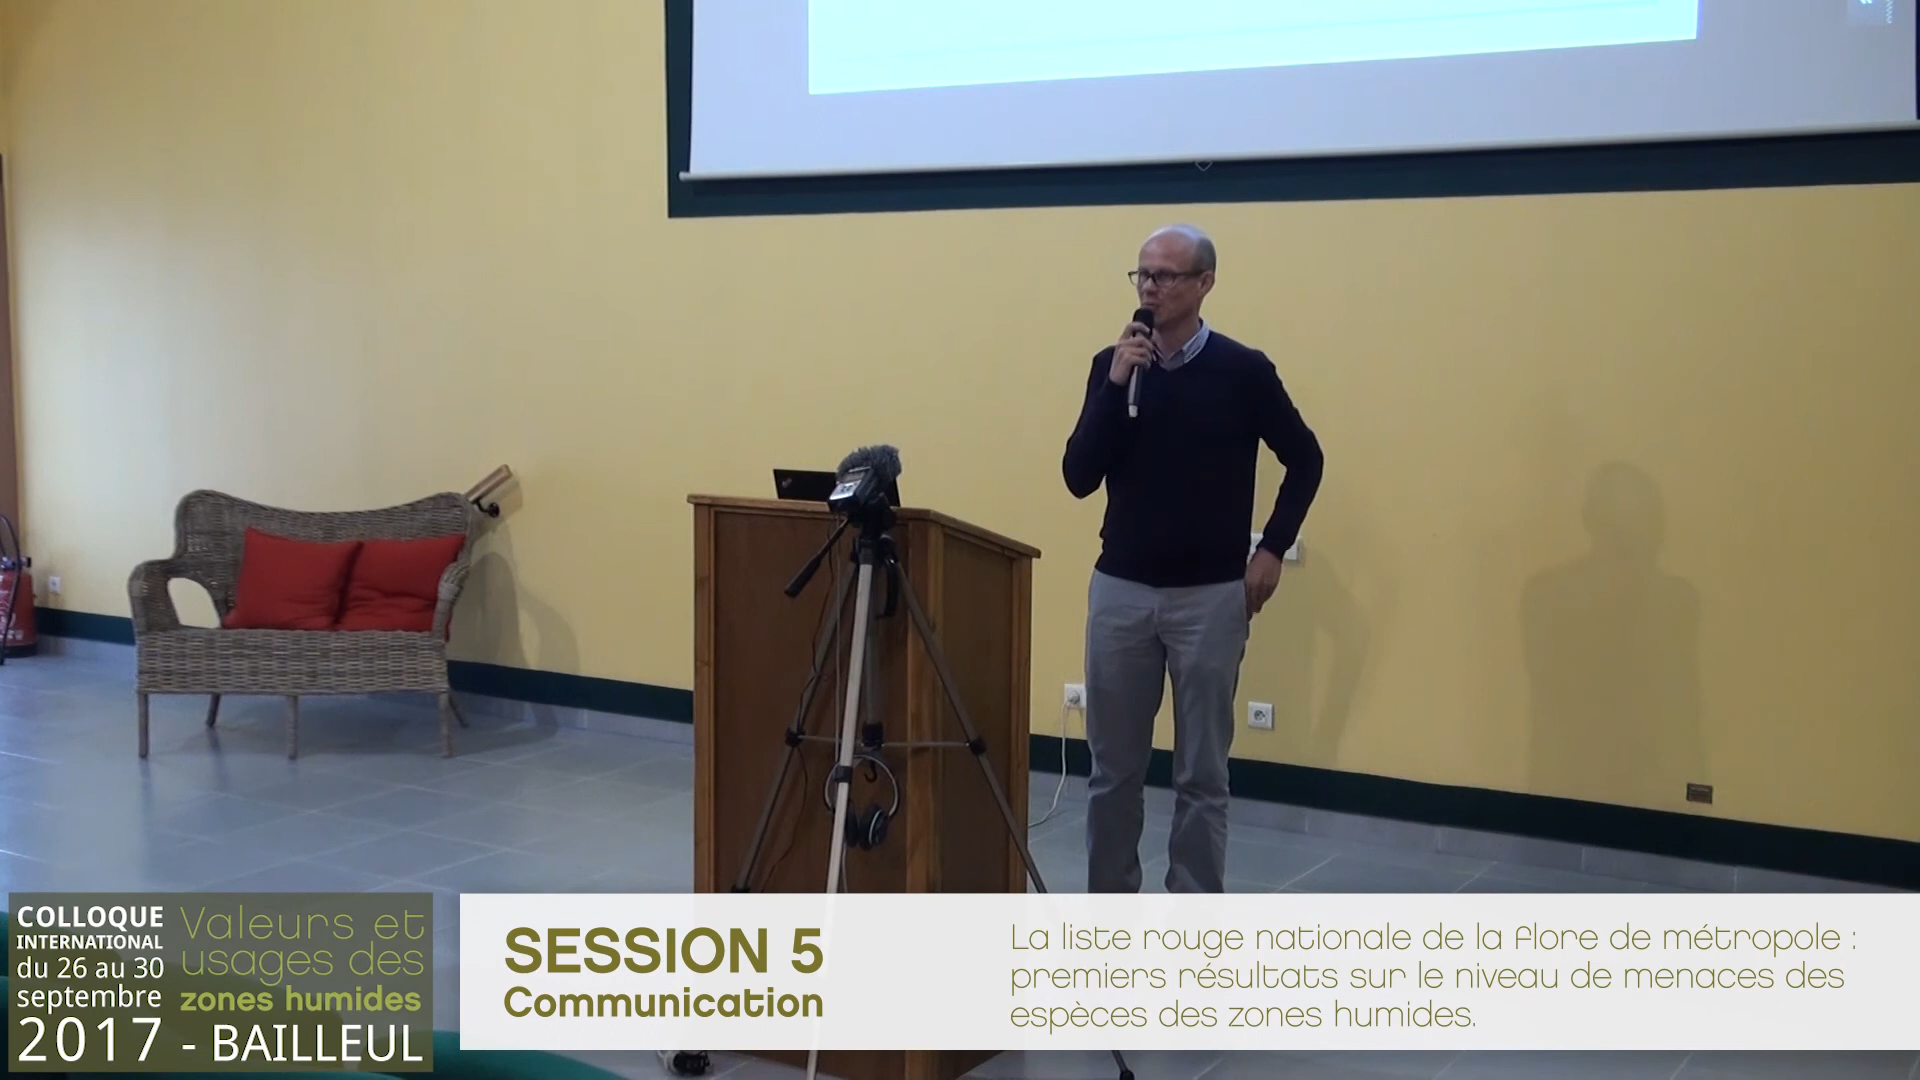 COLLOQUE
INTERNATIONAL
du 26 au 30
septembre
2017
Valeurs et
usages des
zones humides
- BAILLEUL
SESSION 5
Communication
La liste rouge nationale de la flore de métropole :
premiers résultats sur le niveau de menaces des
espèces des zones humides.